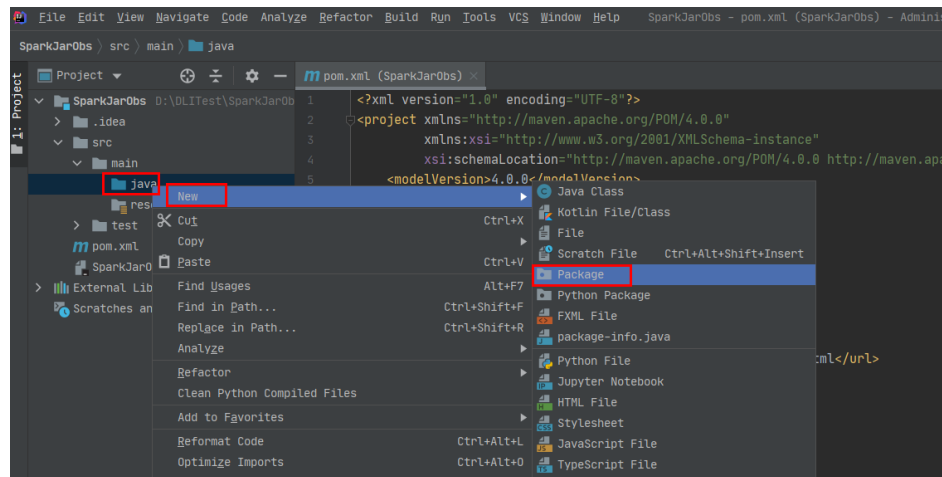 File Edit View Navigate Code Analyze Refactor Build Run Tools VCS Window Help SparkJarObs - pom.xml (SparkJarObs) - Adminis
SparkJarObs src main java
1: Project
Project
pom.xml (SparkJarObs)
SparkJarObs D:\DLITest\SparkJarOb
.idea
src
main
java
res
test
pom.xml
SparkJarO
External Lib
Scratches an
1 <?xml version="1.0" encoding="UTF-8"?>
2 <project xmlns="http://maven.apache.org/POM/4.0.0"
3 xmlns:xsi="http://www.w3.org/2001/XMLSchema-instance"
4 xsi:schemaLocation="http://maven.apache.org/POM/4.0.0 http://maven.apa
5 <modelVersion>4.0.0</modelVersion>
ml</url>
New
Cut Ctrl+X
Copy
Paste Ctrl+V
Find Usages Alt+F7
Find in Path... Ctrl+Shift+F
Replace in Path... Ctrl+Shift+R
Analyze
Refactor
Clean Python Compiled Files
Add to Favorites
Reformat Code Ctrl+Alt+L
Optimize Imports Ctrl+Alt+O
Java Class
Kotlin File/Class
File
Scratch File Ctrl+Alt+Shift+Insert
Package
Python Package
FXML File
package-info.java
Python File
Jupyter Notebook
HTML File
Stylesheet
JavaScript File
TypeScript File